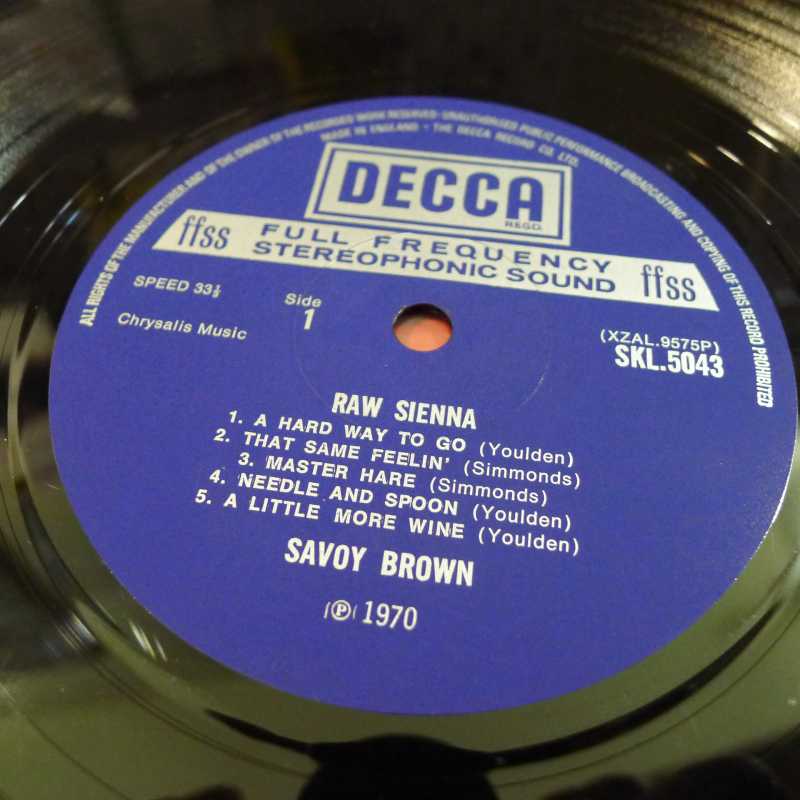 ALL RIGHTS OF THE MANUFACTURER AND OF THE OWNER OF THE RECORDED WORK RESERVED· UNAUTHORISED PUBLIC PERFORMANCE BROADCASTING AND COPYING OF THIS RECORD PROHIBITED
MADE IN ENGLAND · THE DECCA RECORD CO. LTD.
DECCA
REGD.
ffss FULL FREQUENCY ffss
STEREOPHONIC SOUND
SPEED 33⅓
Side
1
Chrysalis Music
(XZAL.9575P)
SKL.5043
RAW SIENNA
1. A HARD WAY TO GO (Youlden)
2. THAT SAME FEELIN' (Simmonds)
3. MASTER HARE (Simmonds)
4. NEEDLE AND SPOON (Youlden)
5. A LITTLE MORE WINE (Youlden)
SAVOY BROWN
℗ 1970